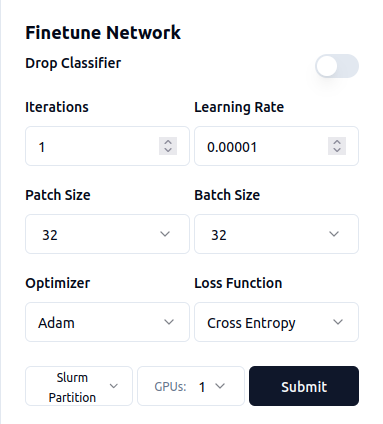 Finetune Network
Drop Classifier
Iterations
Learning Rate
1
0.00001
Patch Size
Batch Size
32
32
Optimizer
Loss Function
Adam
Cross Entropy
Slurm
Partition
GPUs: 1
Submit